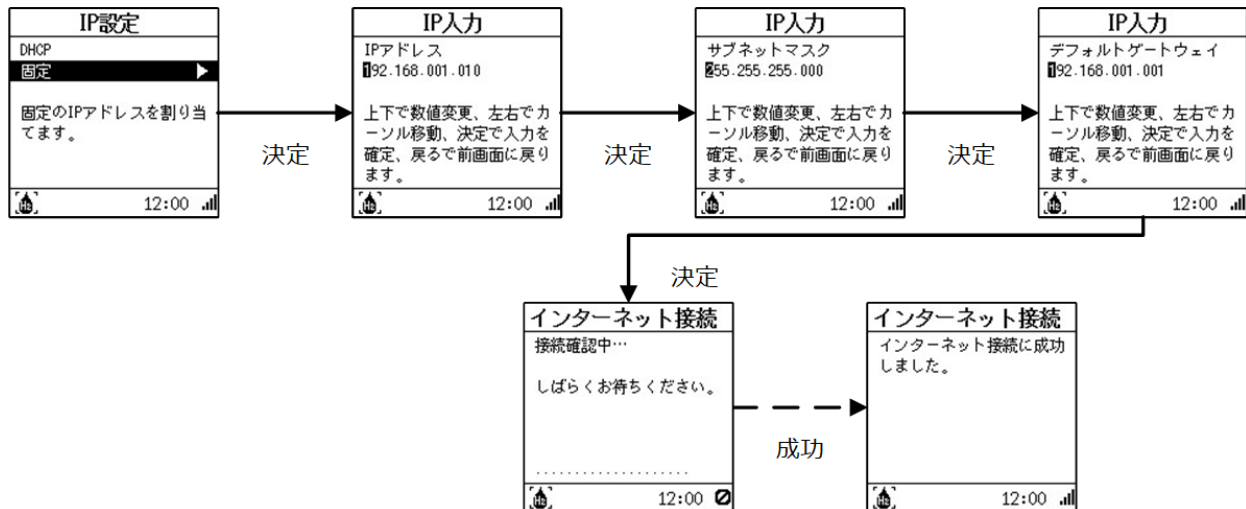 IP設定
DHCP
固定
固定のIPアドレスを割り当
てます。
12:00
決定
IP入力
IPアドレス
192.168.001.010
上下で数値変更、左右でカ
ーソル移動、決定で入力を
確定、戻るで前画面に戻り
ます。
12:00
決定
IP入力
サブネットマスク
255.255.255.000
上下で数値変更、左右でカ
ーソル移動、決定で入力を
確定、戻るで前画面に戻り
ます。
12:00
決定
IP入力
デフォルトゲートウェイ
192.168.001.001
上下で数値変更、左右でカ
ーソル移動、決定で入力を
確定、戻るで前画面に戻り
ます。
12:00
決定
インターネット接続
接続確認中…
しばらくお待ちください。
....................
12:00
成功
インターネット接続
インターネット接続に成功
しました。
12:00